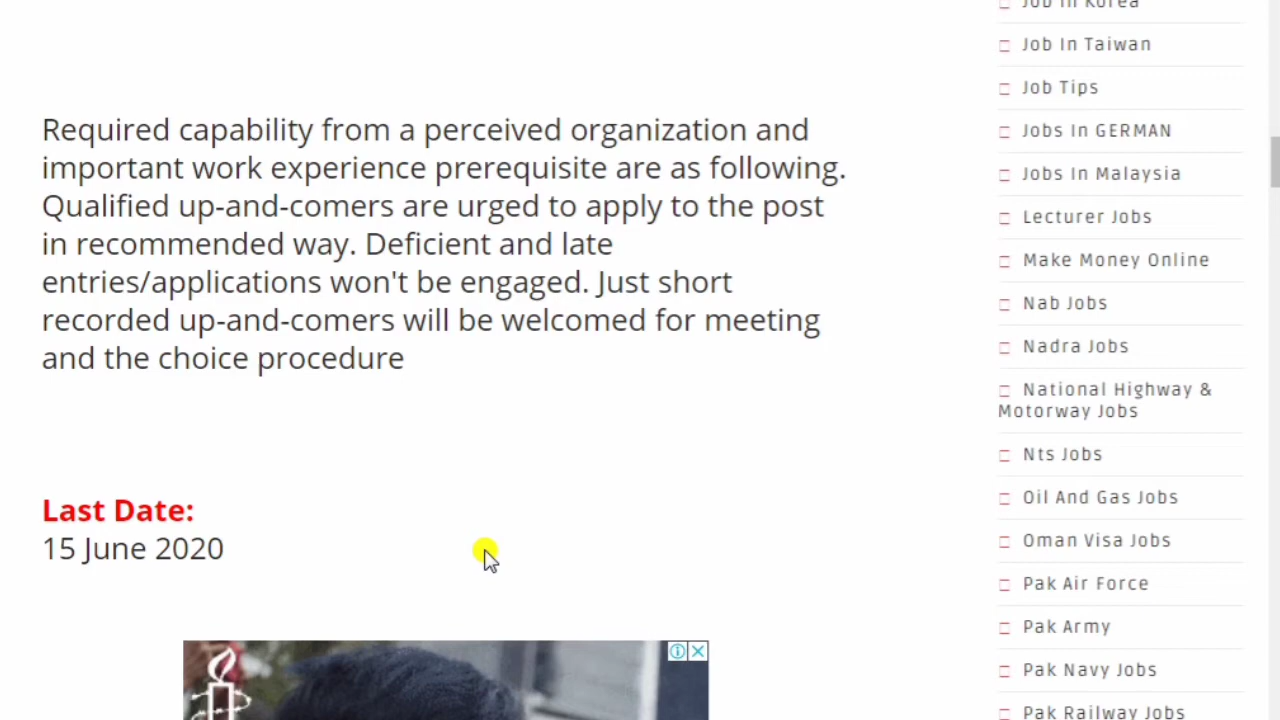 Required capability from a perceived organization and
important work experience prerequisite are as following.
Qualified up-and-comers are urged to apply to the post
in recommended way. Deficient and late
entries/applications won't be engaged. Just short
recorded up-and-comers will be welcomed for meeting
and the choice procedure
Last Date:
15 June 2020
Job In Korea
Job In Taiwan
Job Tips
Jobs In GERMAN
Jobs In Malaysia
Lecturer Jobs
Make Money Online
Nab Jobs
Nadra Jobs
National Highway &
Motorway Jobs
Nts Jobs
Oil And Gas Jobs
Oman Visa Jobs
Pak Air Force
Pak Army
Pak Navy Jobs
Pak Railway Jobs